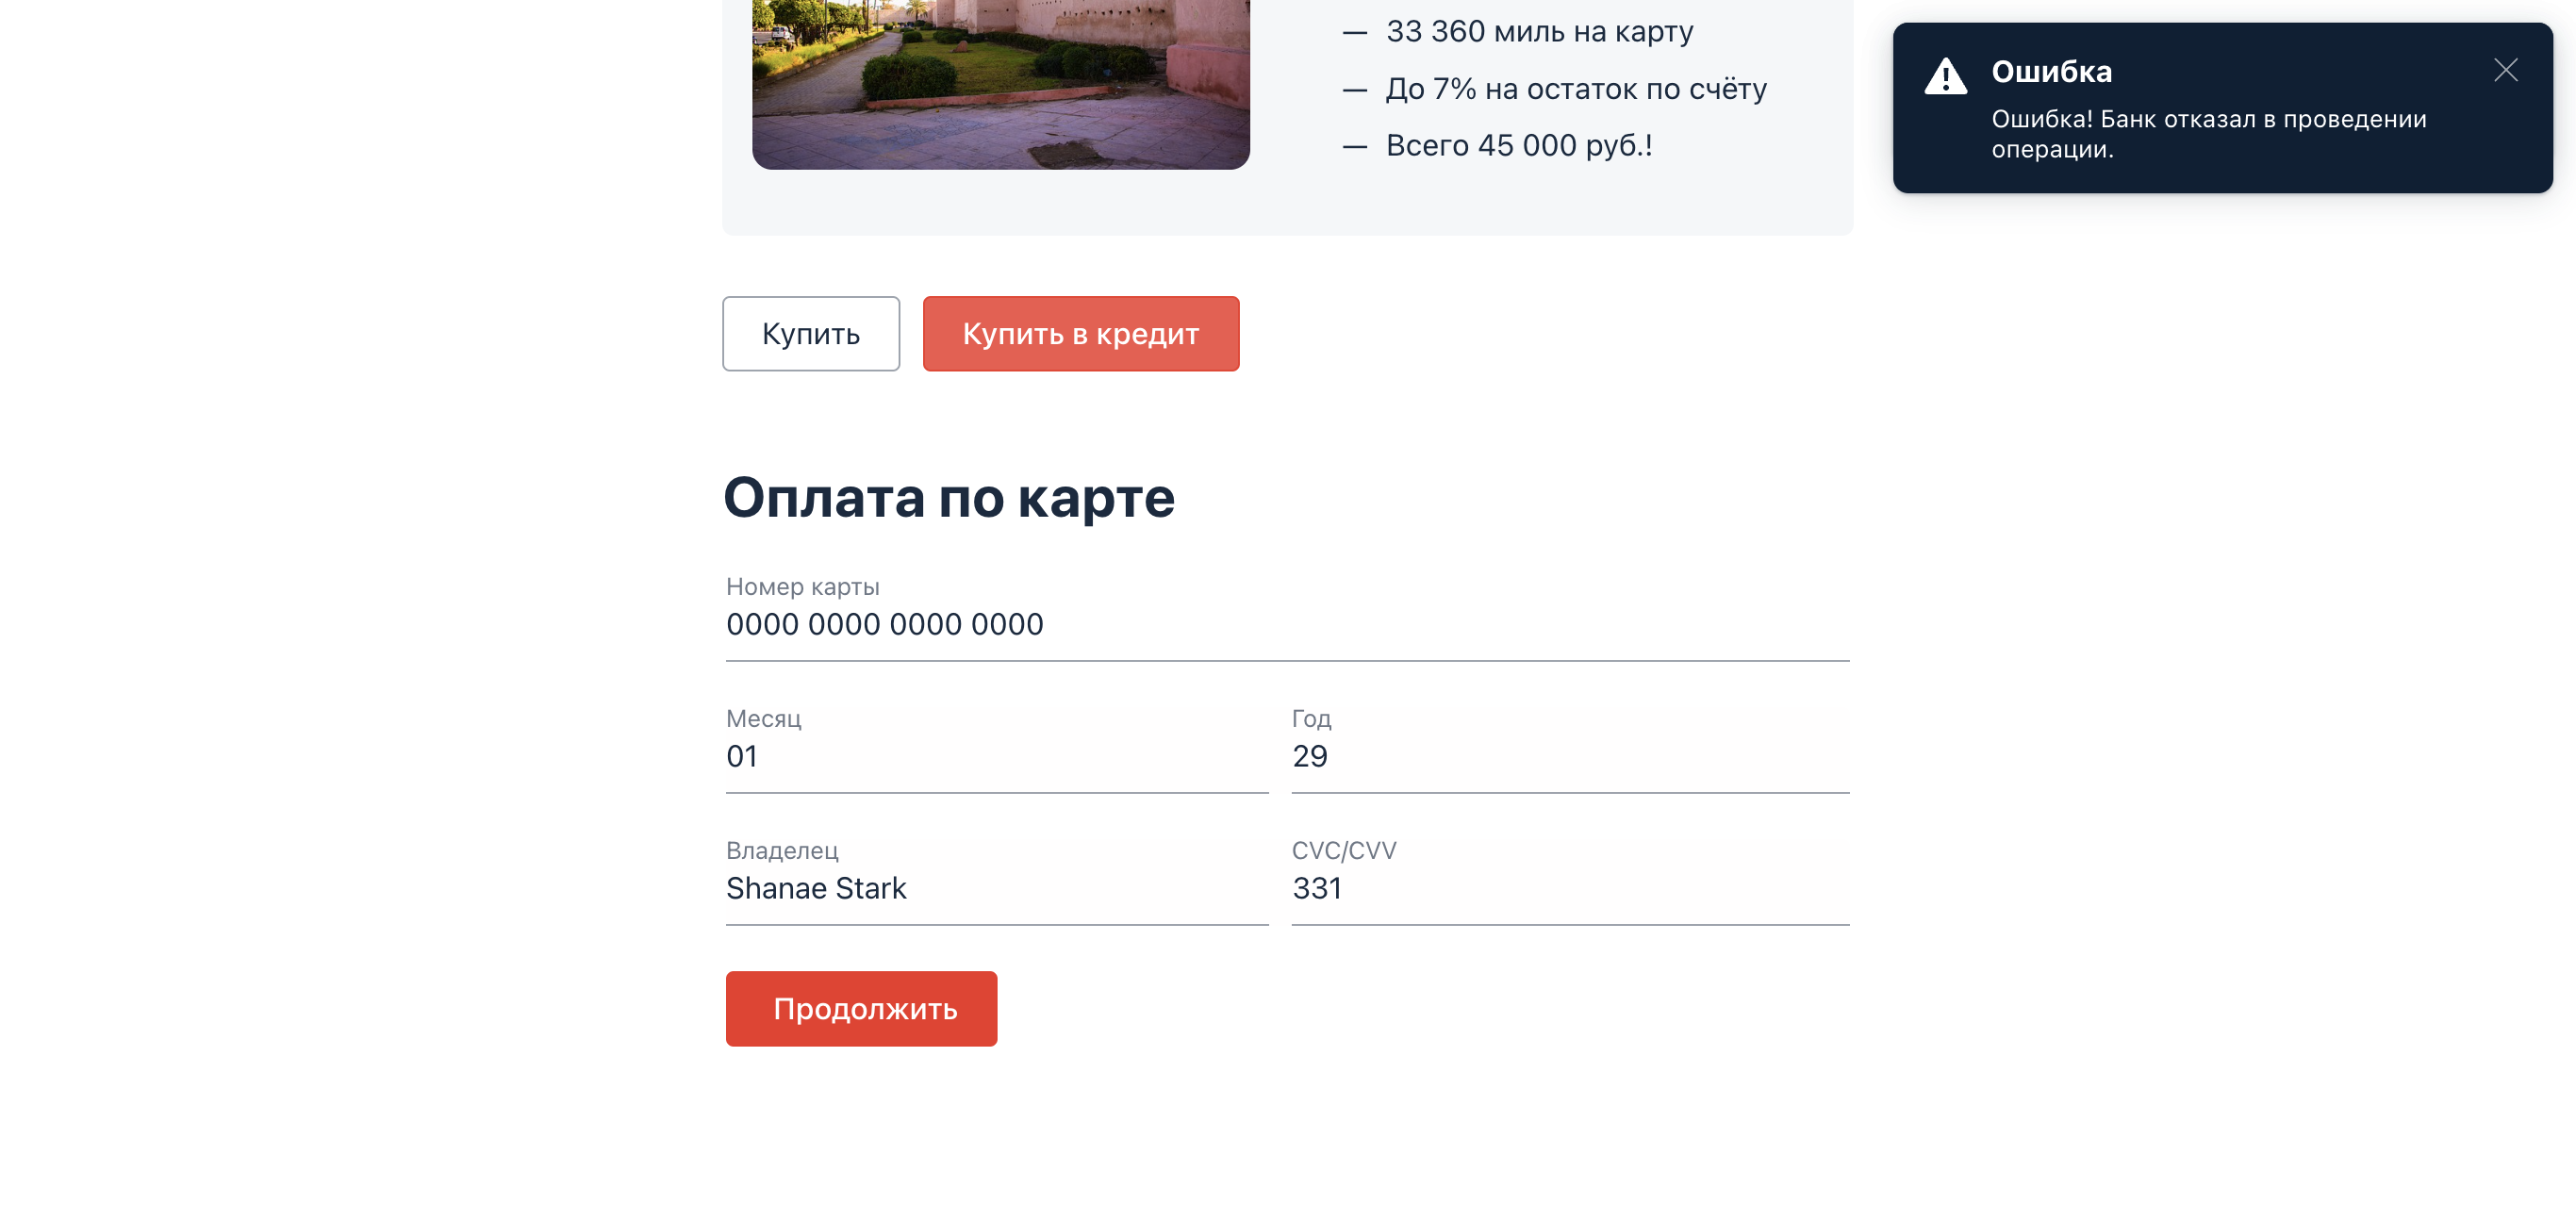 — 33 360 миль на карту
— До 7% на остаток по счёту
— Всего 45 000 руб.!
Ошибка
Ошибка! Банк отказал в проведении
операции.
Купить
Купить в кредит
Оплата по карте
Номер карты
0000 0000 0000 0000
Месяц
01
Год
29
Владелец
Shanae Stark
CVC/CVV
331
Продолжить